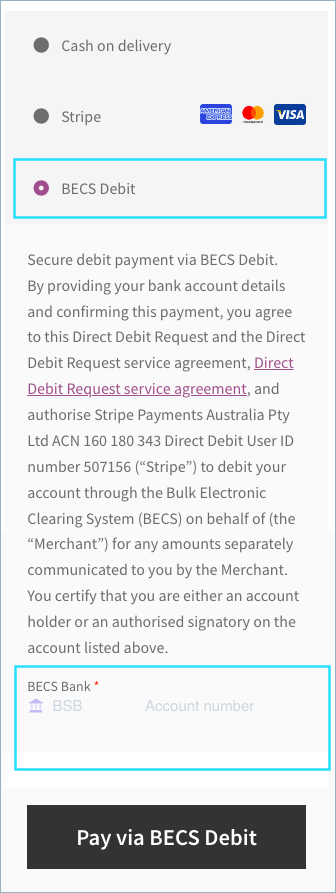 Cash on delivery
Stripe AMERICAN EXPRESS VISA
BECS Debit
Secure debit payment via BECS Debit.
By providing your bank account details
and confirming this payment, you agree
to this Direct Debit Request and the Direct
Debit Request service agreement, Direct
Debit Request service agreement, and
authorise Stripe Payments Australia Pty
Ltd ACN 160 180 343 Direct Debit User ID
number 507156 (“Stripe”) to debit your
account through the Bulk Electronic
Clearing System (BECS) on behalf of (the
“Merchant”) for any amounts separately
communicated to you by the Merchant.
You certify that you are either an account
holder or an authorised signatory on the
account listed above.
BECS Bank *
BSB Account number
Pay via BECS Debit